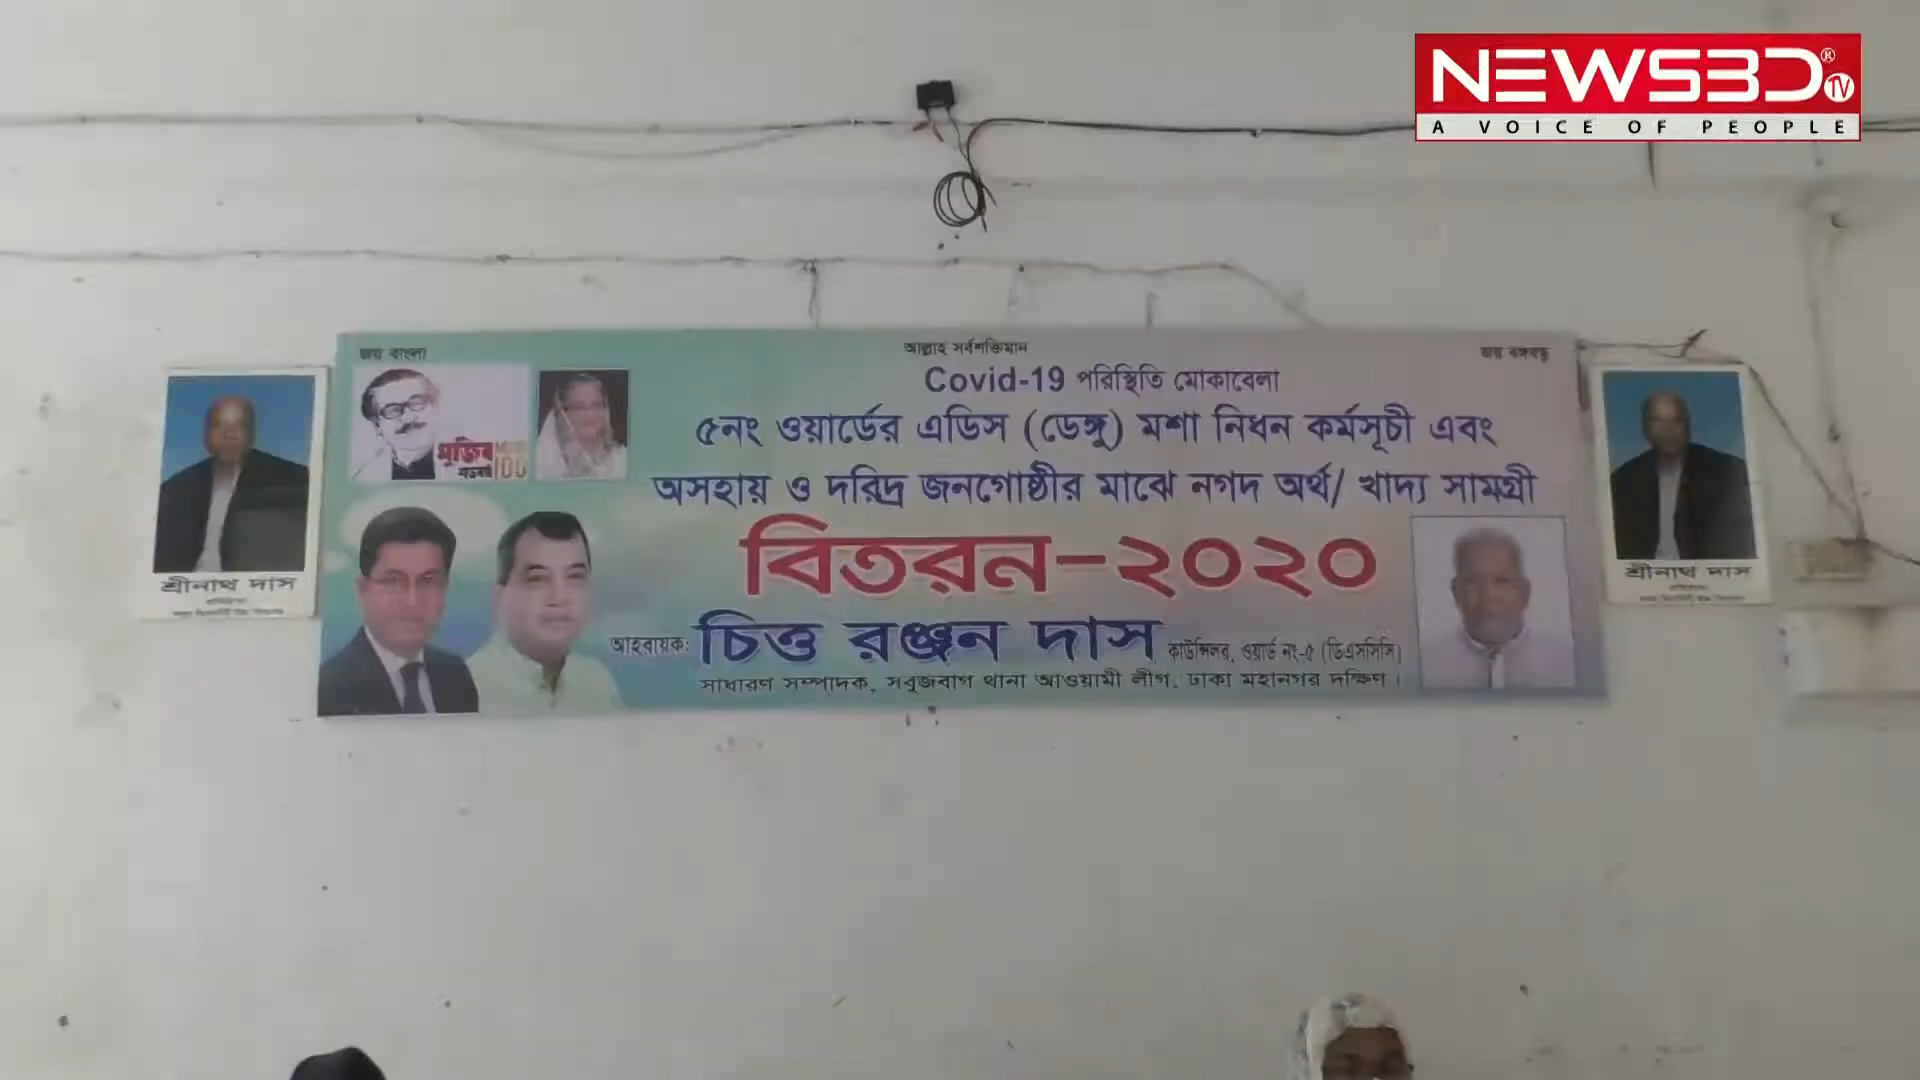 NEWSBD® TV
A VOICE OF PEOPLE
জয় বাংলা
আল্লাহ সর্বশক্তিমান
জয় বঙ্গবন্ধু
Covid-19 পরিস্থিতি মোকাবেলা
৫নং ওয়ার্ডের এডিস (ডেঙ্গু) মশা নিধন কর্মসূচী এবং
অসহায় ও দরিদ্র জনগোষ্ঠীর মাঝে নগদ অর্থ/ খাদ্য সামগ্রী
বিতরন-২০২০
আহবায়ক: চিত্ত রঞ্জন দাস কাউন্সিলর, ওয়ার্ড নং-৫ (ডিএসসিসি)
সাধারণ সম্পাদক, সবুজবাগ থানা আওয়ামী লীগ, ঢাকা মহানগর দক্ষিণ।
মুজিব
শতবর্ষ 100
শ্রীনাথ দাস
শ্রীনাথ দাস